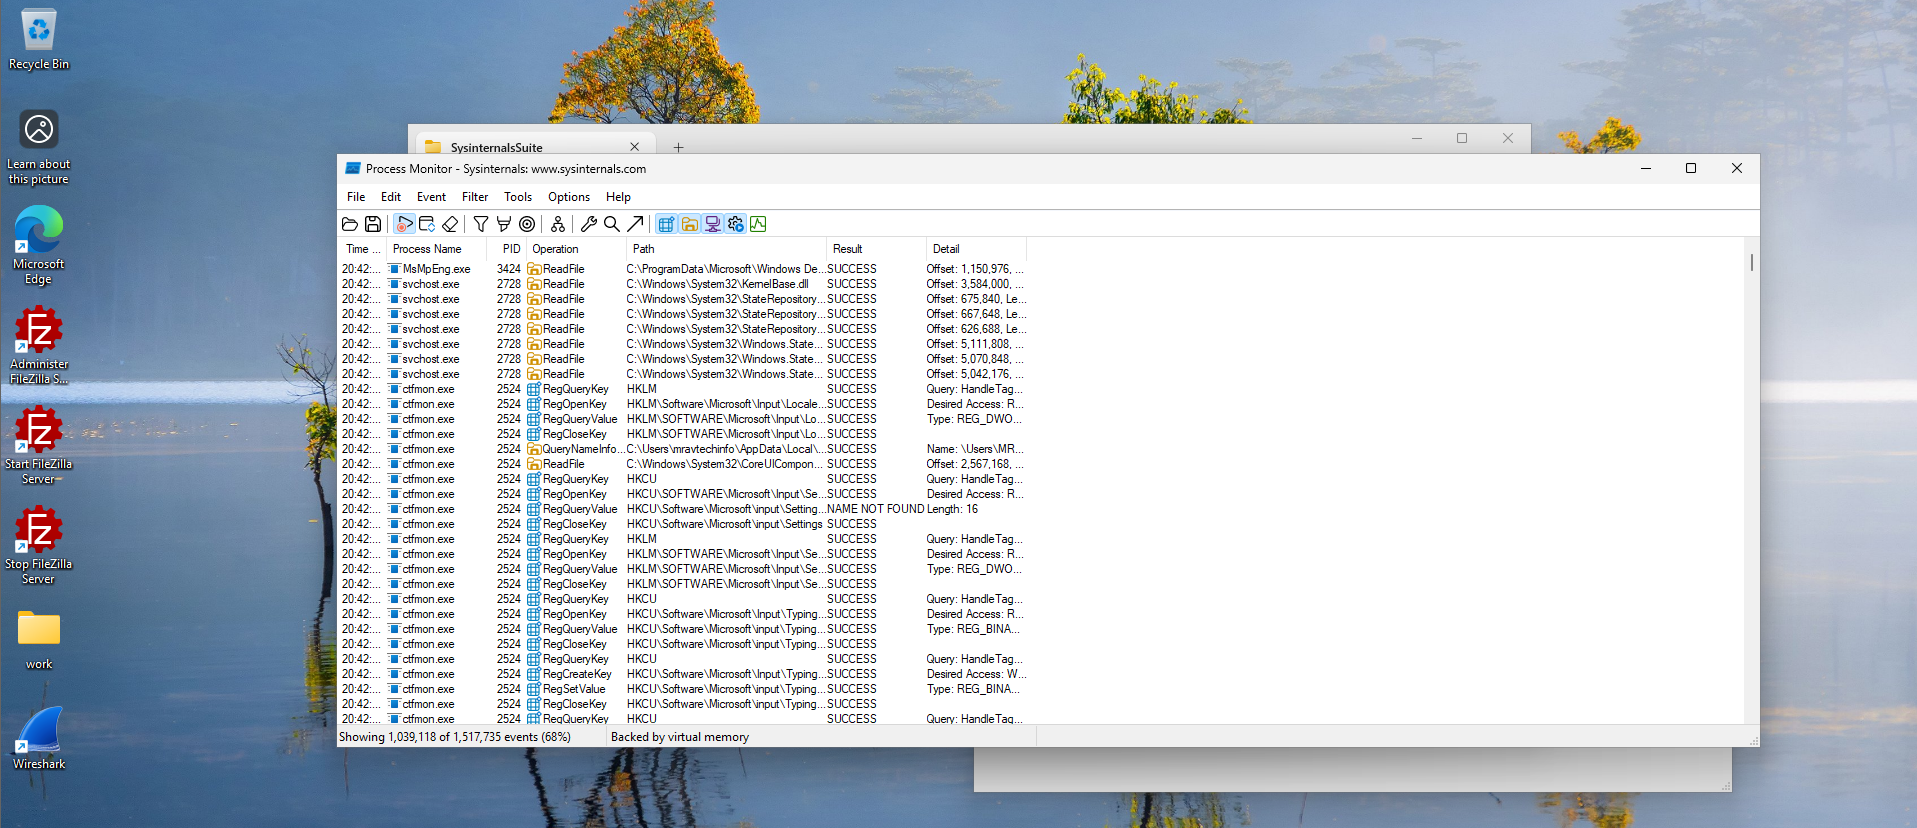 Recycle Bin
Learn about
this picture
Microsoft
Edge
Administer
FileZilla S...
Start FileZilla
Server
Stop FileZilla
Server
work
Wireshark
SysinternalsSuite
Process Monitor - Sysinternals: www.sysinternals.com
File Edit Event Filter Tools Options Help
Time ... Process Name PID Operation Path Result Detail
20:42:... MsMpEng.exe 3424 ReadFile C:\ProgramData\Microsoft\Windows De... SUCCESS Offset: 1,150,976, ...
20:42:... svchost.exe 2728 ReadFile C:\Windows\System32\KernelBase.dll SUCCESS Offset: 3,584,000, ...
20:42:... svchost.exe 2728 ReadFile C:\Windows\System32\StateRepository... SUCCESS Offset: 675,840, Le...
20:42:... svchost.exe 2728 ReadFile C:\Windows\System32\StateRepository... SUCCESS Offset: 667,648, Le...
20:42:... svchost.exe 2728 ReadFile C:\Windows\System32\StateRepository... SUCCESS Offset: 626,688, Le...
20:42:... svchost.exe 2728 ReadFile C:\Windows\System32\Windows.State... SUCCESS Offset: 5,111,808, ...
20:42:... svchost.exe 2728 ReadFile C:\Windows\System32\Windows.State... SUCCESS Offset: 5,070,848, ...
20:42:... svchost.exe 2728 ReadFile C:\Windows\System32\Windows.State... SUCCESS Offset: 5,042,176, ...
20:42:... ctfmon.exe 2524 RegQueryKey HKLM SUCCESS Query: HandleTag...
20:42:... ctfmon.exe 2524 RegOpenKey HKLM\Software\Microsoft\Input\Locale... SUCCESS Desired Access: R...
20:42:... ctfmon.exe 2524 RegQueryValue HKLM\SOFTWARE\Microsoft\Input\Lo... SUCCESS Type: REG_DWO...
20:42:... ctfmon.exe 2524 RegCloseKey HKLM\SOFTWARE\Microsoft\Input\Lo... SUCCESS
20:42:... ctfmon.exe 2524 QueryNameInfo... C:\Users\mravtechinfo\AppData\Local\... SUCCESS Name: \Users\MR...
20:42:... ctfmon.exe 2524 ReadFile C:\Windows\System32\CoreUICompon... SUCCESS Offset: 2,567,168, ...
20:42:... ctfmon.exe 2524 RegQueryKey HKCU SUCCESS Query: HandleTag...
20:42:... ctfmon.exe 2524 RegOpenKey HKCU\SOFTWARE\Microsoft\Input\Se... SUCCESS Desired Access: R...
20:42:... ctfmon.exe 2524 RegQueryValue HKCU\Software\Microsoft\input\Setting... NAME NOT FOUND Length: 16
20:42:... ctfmon.exe 2524 RegCloseKey HKCU\Software\Microsoft\input\Settings SUCCESS
20:42:... ctfmon.exe 2524 RegQueryKey HKLM SUCCESS Query: HandleTag...
20:42:... ctfmon.exe 2524 RegOpenKey HKLM\SOFTWARE\Microsoft\Input\Se... SUCCESS Desired Access: R...
20:42:... ctfmon.exe 2524 RegQueryValue HKLM\SOFTWARE\Microsoft\Input\Se... SUCCESS Type: REG_DWO...
20:42:... ctfmon.exe 2524 RegCloseKey HKLM\SOFTWARE\Microsoft\Input\Se... SUCCESS
20:42:... ctfmon.exe 2524 RegQueryKey HKCU SUCCESS Query: HandleTag...
20:42:... ctfmon.exe 2524 RegOpenKey HKCU\Software\Microsoft\Input\Typing... SUCCESS Desired Access: R...
20:42:... ctfmon.exe 2524 RegQueryValue HKCU\Software\Microsoft\input\Typing... SUCCESS Type: REG_BINA...
20:42:... ctfmon.exe 2524 RegCloseKey HKCU\Software\Microsoft\input\Typing... SUCCESS
20:42:... ctfmon.exe 2524 RegQueryKey HKCU SUCCESS Query: HandleTag...
20:42:... ctfmon.exe 2524 RegCreateKey HKCU\Software\Microsoft\Input\Typing... SUCCESS Desired Access: W...
20:42:... ctfmon.exe 2524 RegSetValue HKCU\Software\Microsoft\input\Typing... SUCCESS Type: REG_BINA...
20:42:... ctfmon.exe 2524 RegCloseKey HKCU\Software\Microsoft\input\Typing... SUCCESS
20:42:... ctfmon.exe 2524 RegQueryKey HKCU SUCCESS Query: HandleTag...
Showing 1,039,118 of 1,517,735 events (68%) Backed by virtual memory